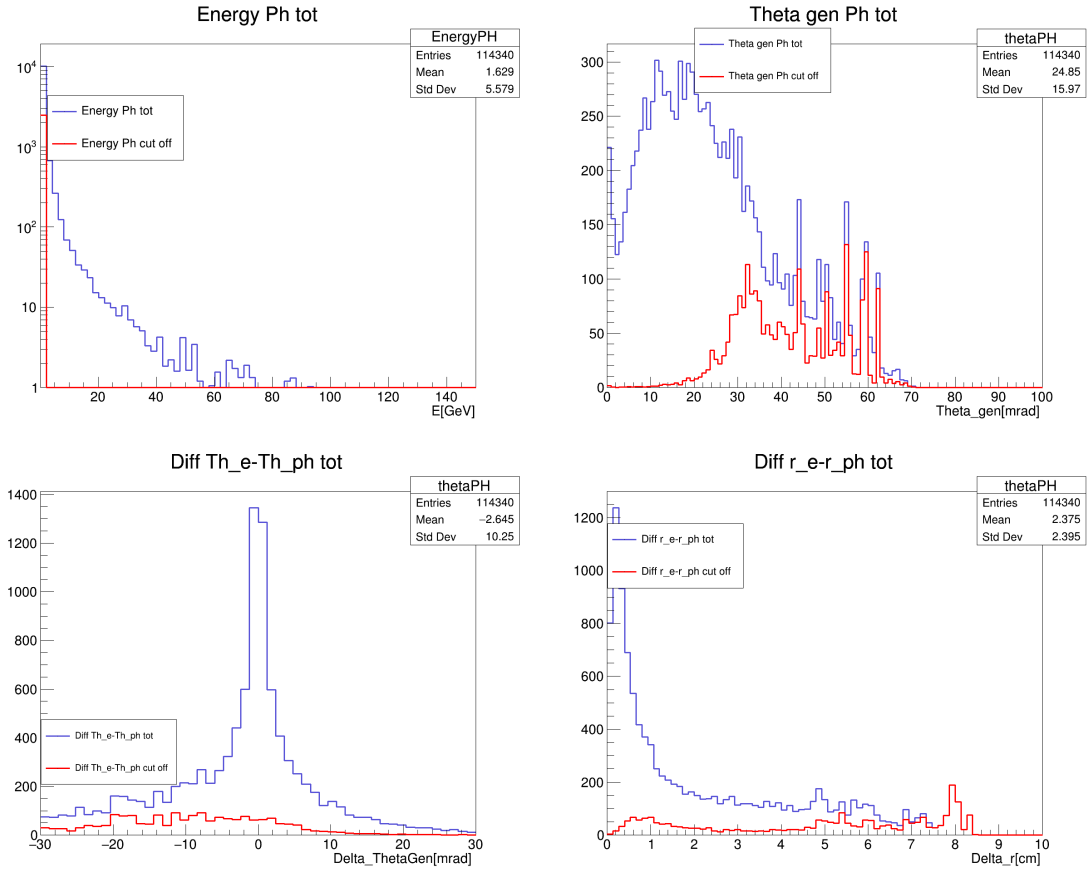 Energy Ph tot
EnergyPH
Entries 114340
Mean 1.629
Std Dev 5.579
Energy Ph tot
Energy Ph cut off
10^4
10^3
10^2
10
1
20 40 60 80 100 120 140
E[GeV]
Theta gen Ph tot
thetaPH
Entries 114340
Mean 24.85
Std Dev 15.97
Theta gen Ph tot
Theta gen Ph cut off
300
250
200
150
100
50
0
0 10 20 30 40 50 60 70 80 90 100
Theta_gen[mrad]
Diff Th_e-Th_ph tot
thetaPH
Entries 114340
Mean −2.645
Std Dev 10.25
1400
1200
1000
800
600
400
200
0
Diff Th_e-Th_ph tot
Diff Th_e-Th_ph cut off
−30 −20 −10 0 10 20 30
Delta_ThetaGen[mrad]
Diff r_e-r_ph tot
thetaPH
Entries 114340
Mean 2.375
Std Dev 2.395
Diff r_e-r_ph tot
Diff r_e-r_ph cut off
1200
1000
800
600
400
200
0
0 1 2 3 4 5 6 7 8 9 10
Delta_r[cm]